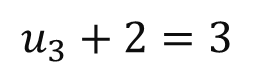 u₃ + 2 = 3